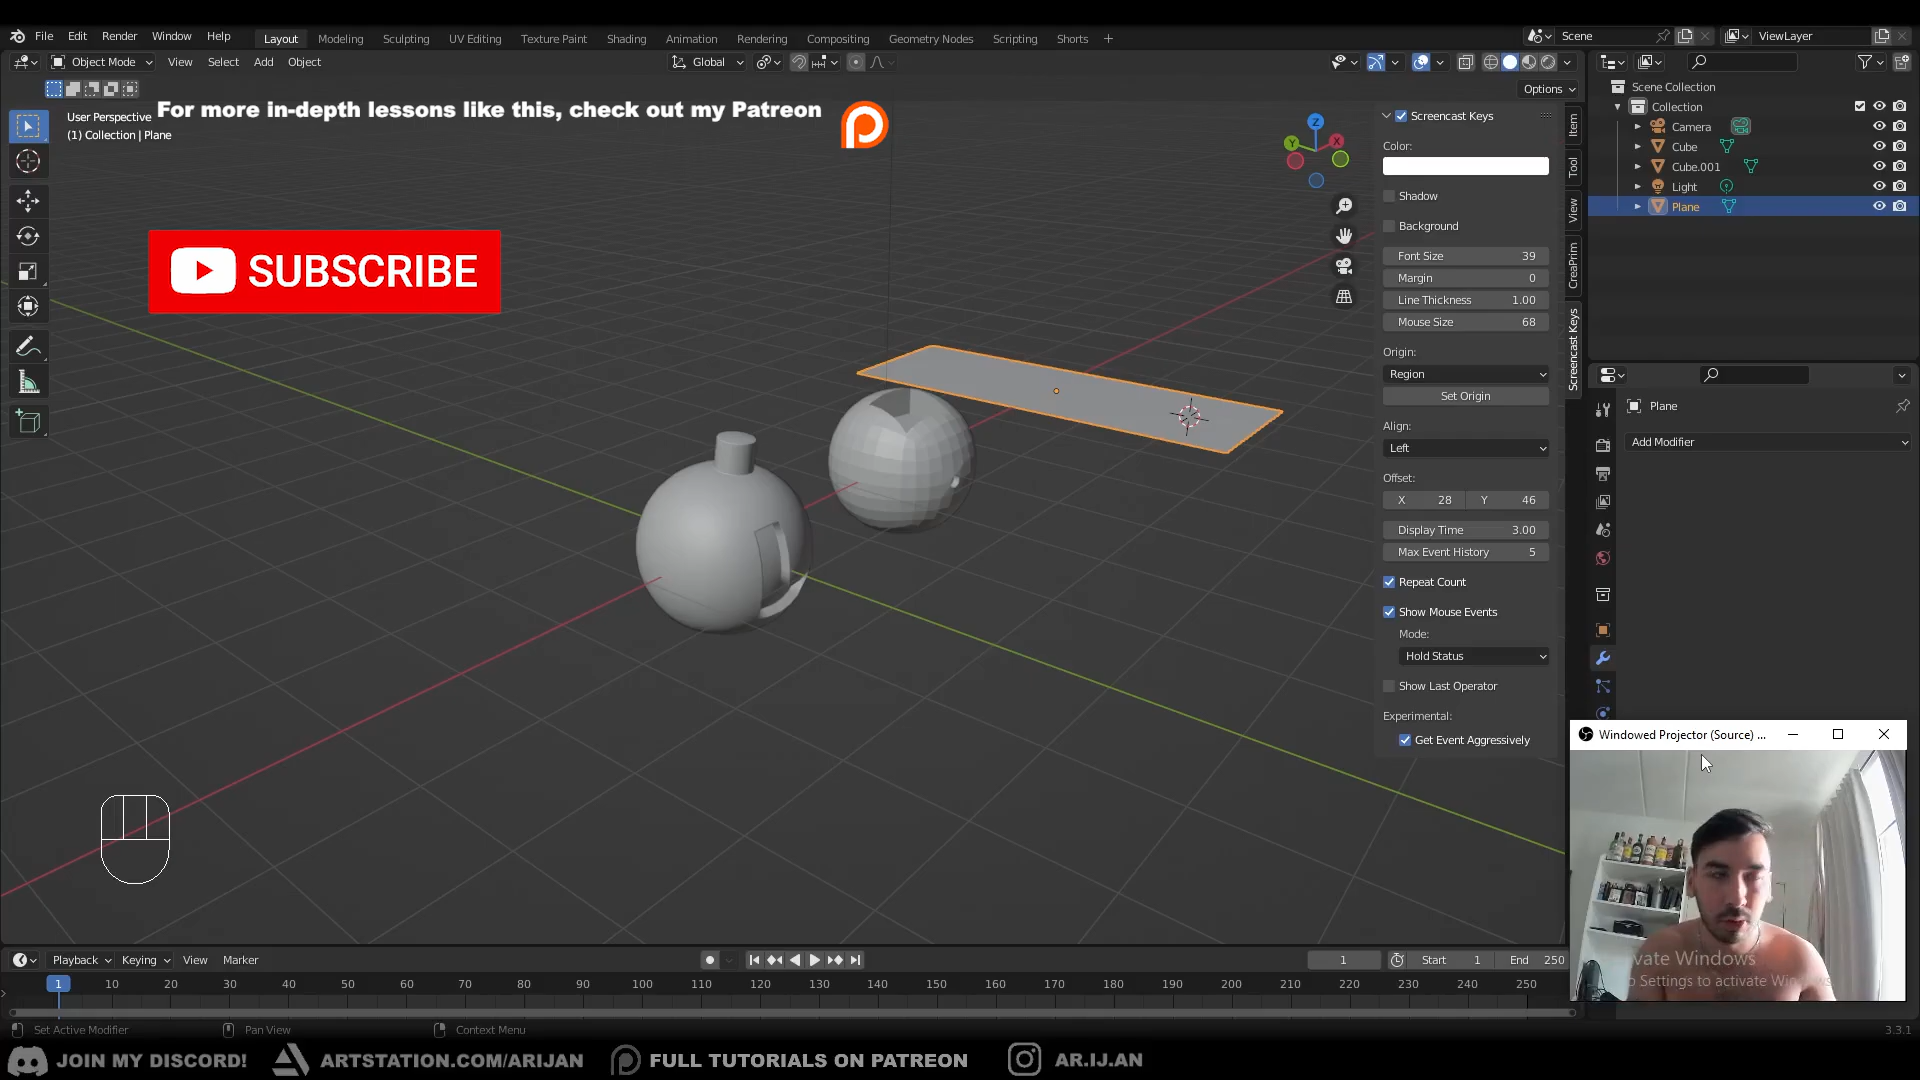 File Edit Render Window Help
Layout Modeling Sculpting UV Editing Texture Paint Shading Animation Rendering Compositing Geometry Nodes Scripting Shorts +
Scene
ViewLayer
Object Mode View Select Add Object
Global
Options
User Perspective
(1) Collection | Plane
For more in-depth lessons like this, check out my Patreon
SUBSCRIBE
Z
Y
X
Screencast Keys
Color:
Shadow
Background
Font Size 39
Margin 0
Line Thickness 1.00
Mouse Size 68
Origin:
Region
Set Origin
Align:
Left
Offset:
X 28 Y 46
Display Time 3.00
Max Event History 5
Repeat Count
Show Mouse Events
Mode:
Hold Status
Show Last Operator
Experimental:
Get Event Aggressively
Item
Tool
View
CreaPrim
Screencast Keys
Scene Collection
Collection
Camera
Cube
Cube.001
Light
Plane
Plane
Add Modifier
Windowed Projector (Source) ...
Playback Keying View Marker
1
Start 1 End 250
1 10 20 30 40 50 60 70 80 90 100 110 120 130 140 150 160 170 180 190 200 210 220 230 240 250
Set Active Modifier Pan View Context Menu
3.3.1
JOIN MY DISCORD! ARTSTATION.COM/ARIJAN FULL TUTORIALS ON PATREON AR.IJ.AN